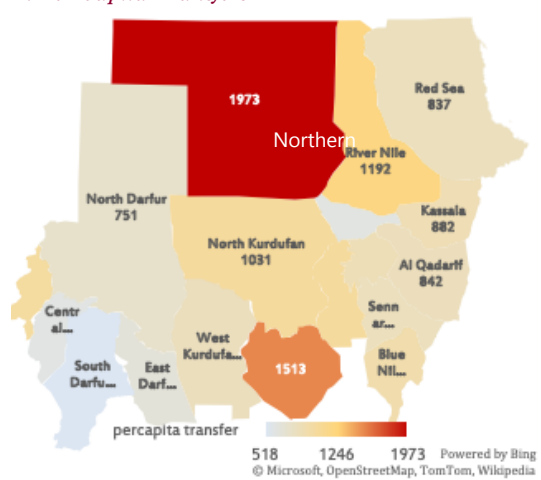 Red Sea
837
1973
Northern
River Nile
1192
North Darfur
751
Kassala
882
North Kurdufan
1031
Al Qadarif
842
Centr
al...
Senn
ar...
West
Kurdufa...
Blue
Nil...
South
Darfu...
East
Darf...
1513
percapita transfer
518 1246 1973
Powered by Bing
© Microsoft, OpenStreetMap, TomTom, Wikipedia